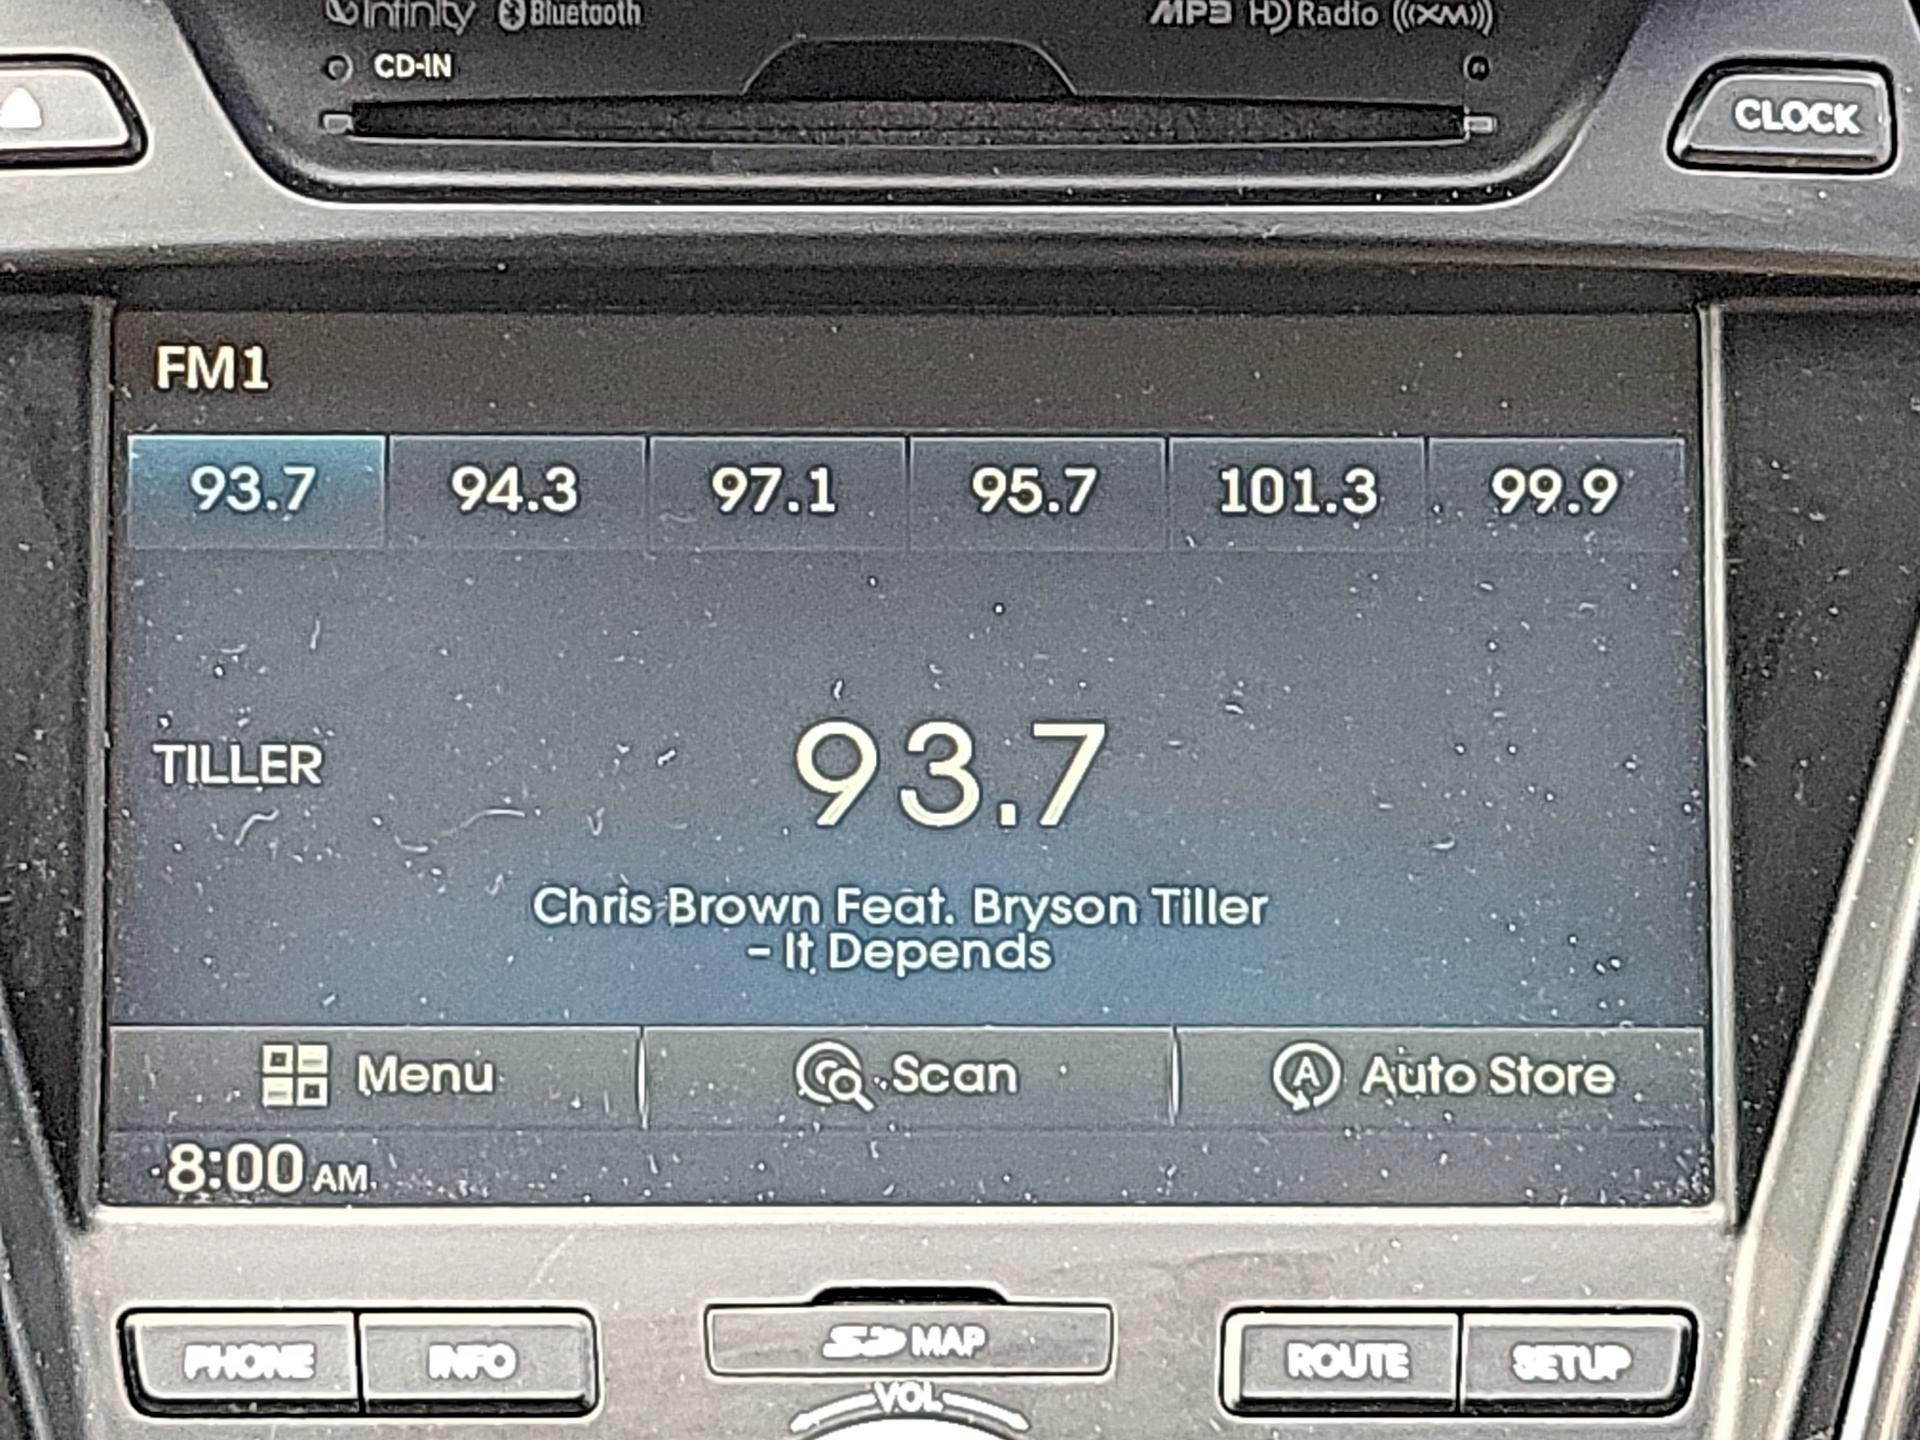 Infinity Bluetooth MP3 HD Radio ((XM))
CD-IN
CLOCK
FM1
93.7 94.3 97.1 95.7 101.3 99.9
TILLER 93.7
Chris Brown Feat. Bryson Tiller
- It Depends
Menu Scan A Auto Store
8:00 AM
PHONE INFO SD MAP ROUTE SETUP
VOL